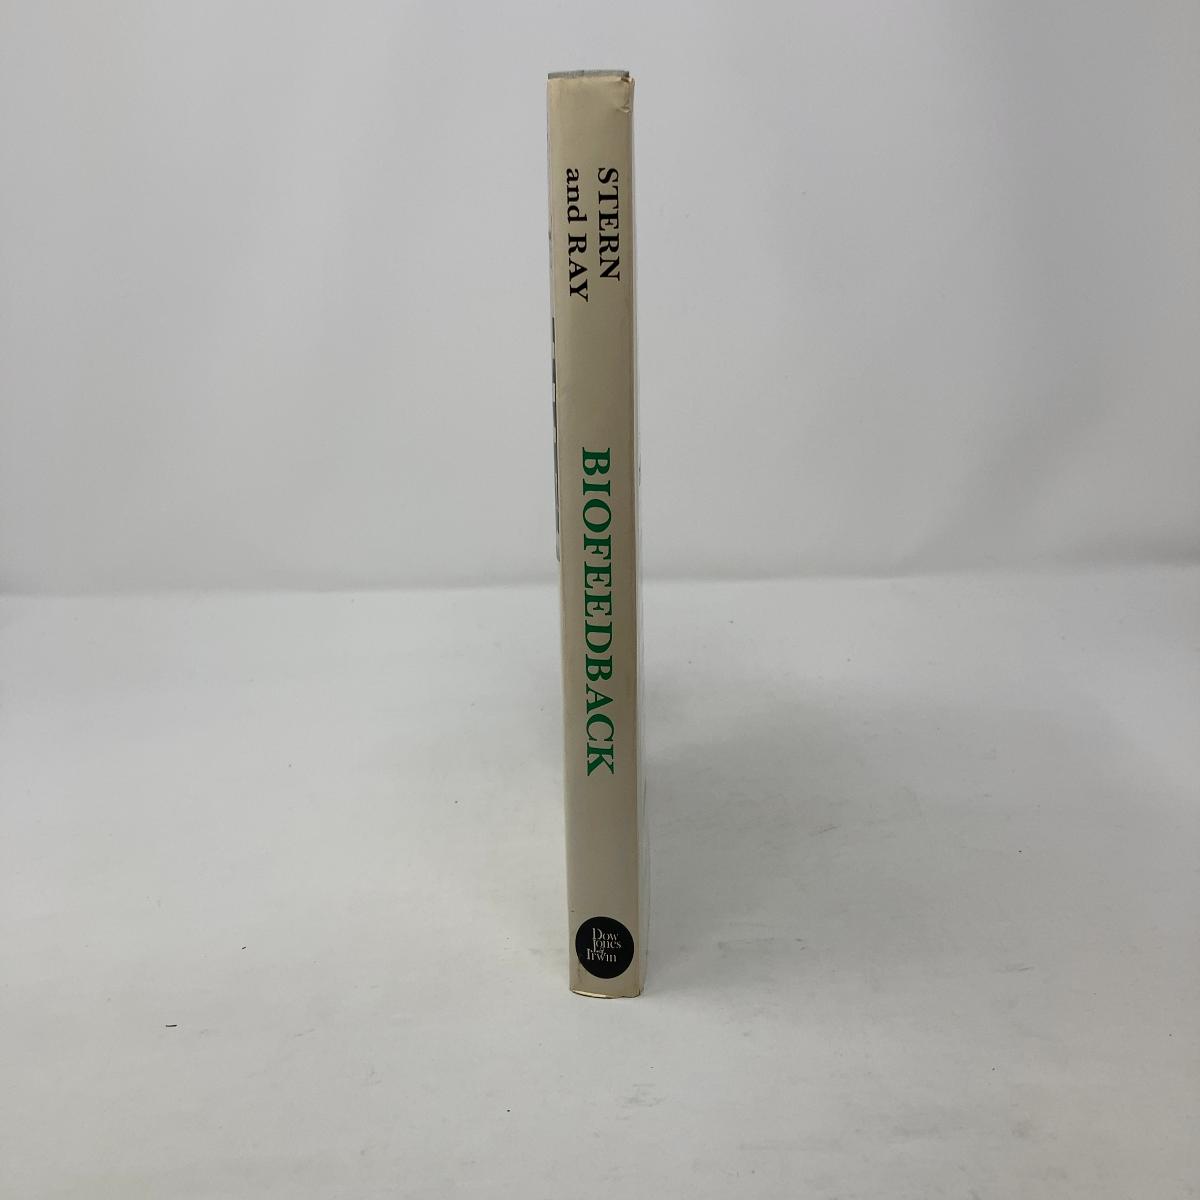 STERN
and RAY
BIOFEEDBACK
Dow
Jones
Irwin